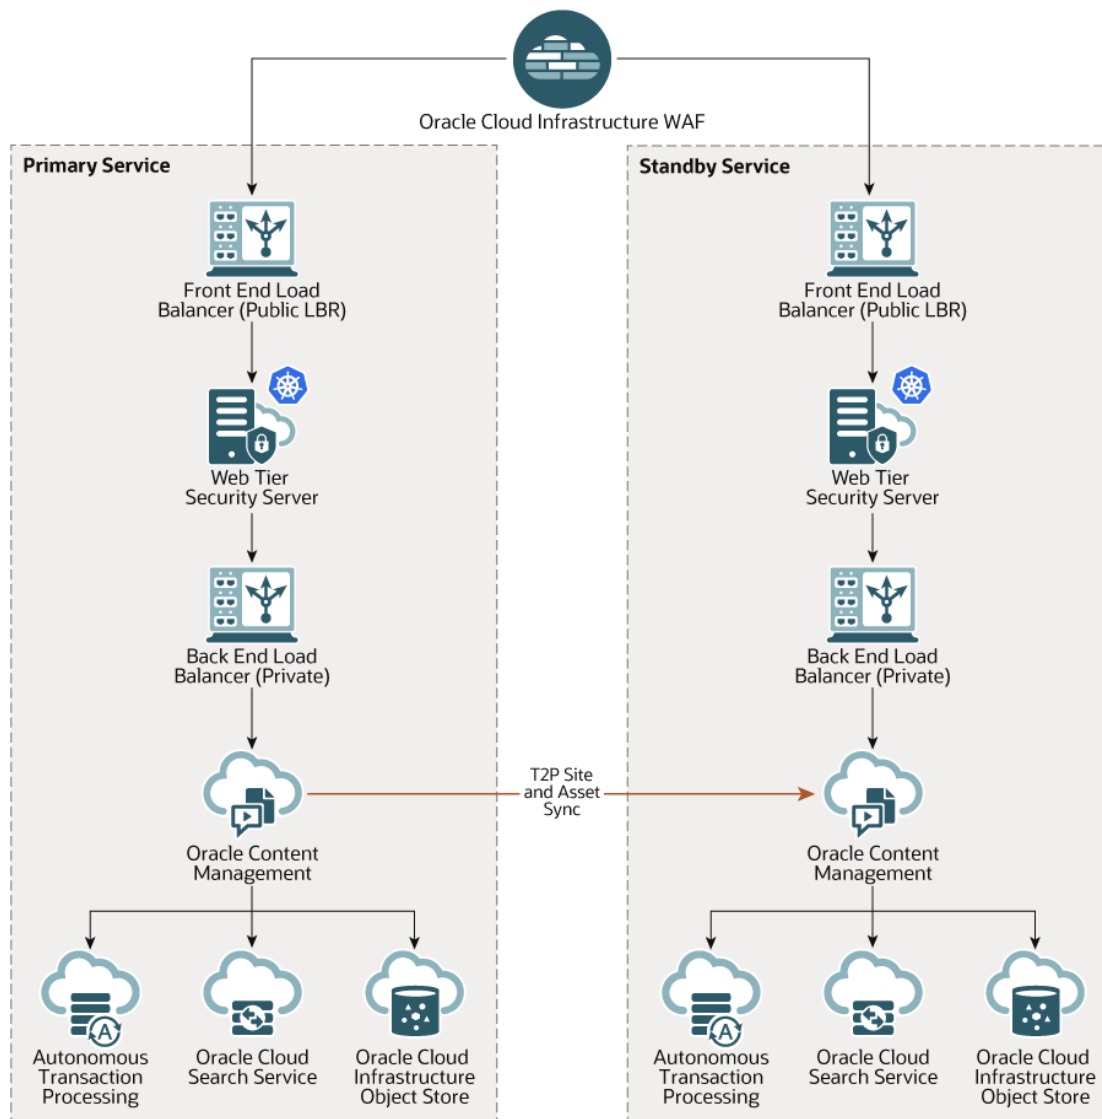 Oracle Cloud Infrastructure WAF
Primary Service
Front End Load
Balancer (Public LBR)
Web Tier
Security Server
Back End Load
Balancer (Private)
Oracle Content
Management
Autonomous
Transaction
Processing
Oracle Cloud
Search Service
Oracle Cloud
Infrastructure
Object Store
T2P Site
and Asset
Sync
Standby Service
Front End Load
Balancer (Public LBR)
Web Tier
Security Server
Back End Load
Balancer (Private)
Oracle Content
Management
Autonomous
Transaction
Processing
Oracle Cloud
Search Service
Oracle Cloud
Infrastructure
Object Store